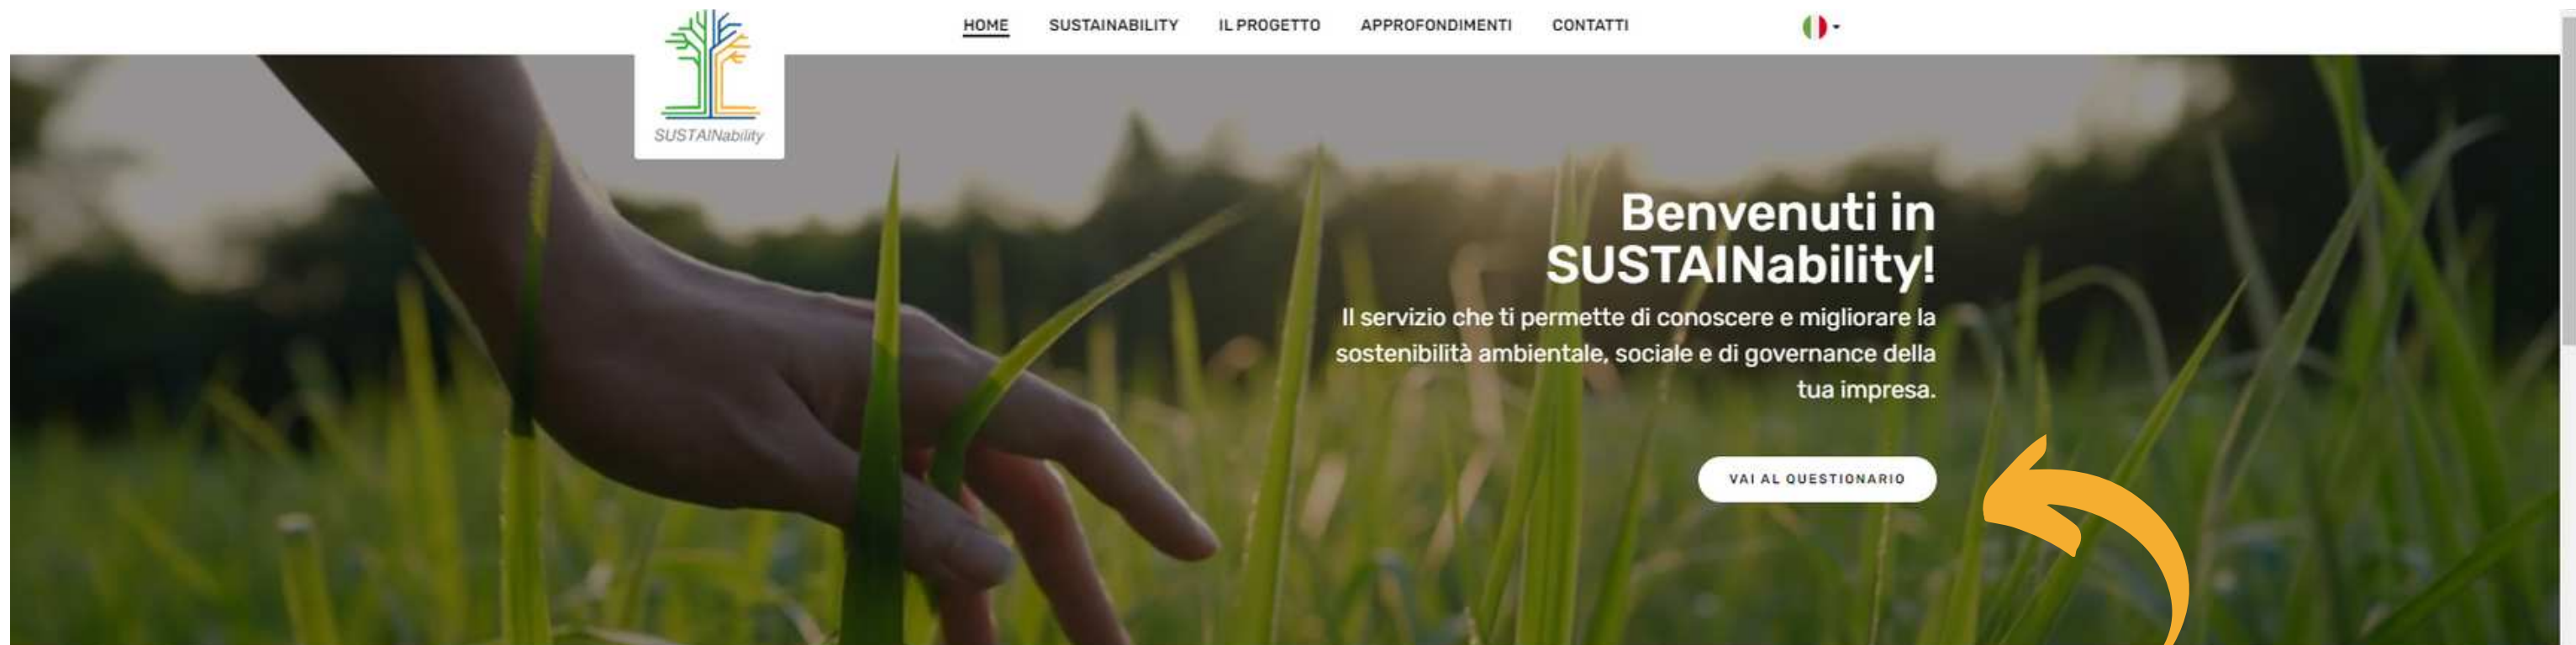 HOME SUSTAINABILITY IL PROGETTO APPROFONDIMENTI CONTATTI
SUSTAINability
Benvenuti in
SUSTAINability!
Il servizio che ti permette di conoscere e migliorare la
sostenibilità ambientale, sociale e di governance della
tua impresa.
VAI AL QUESTIONARIO